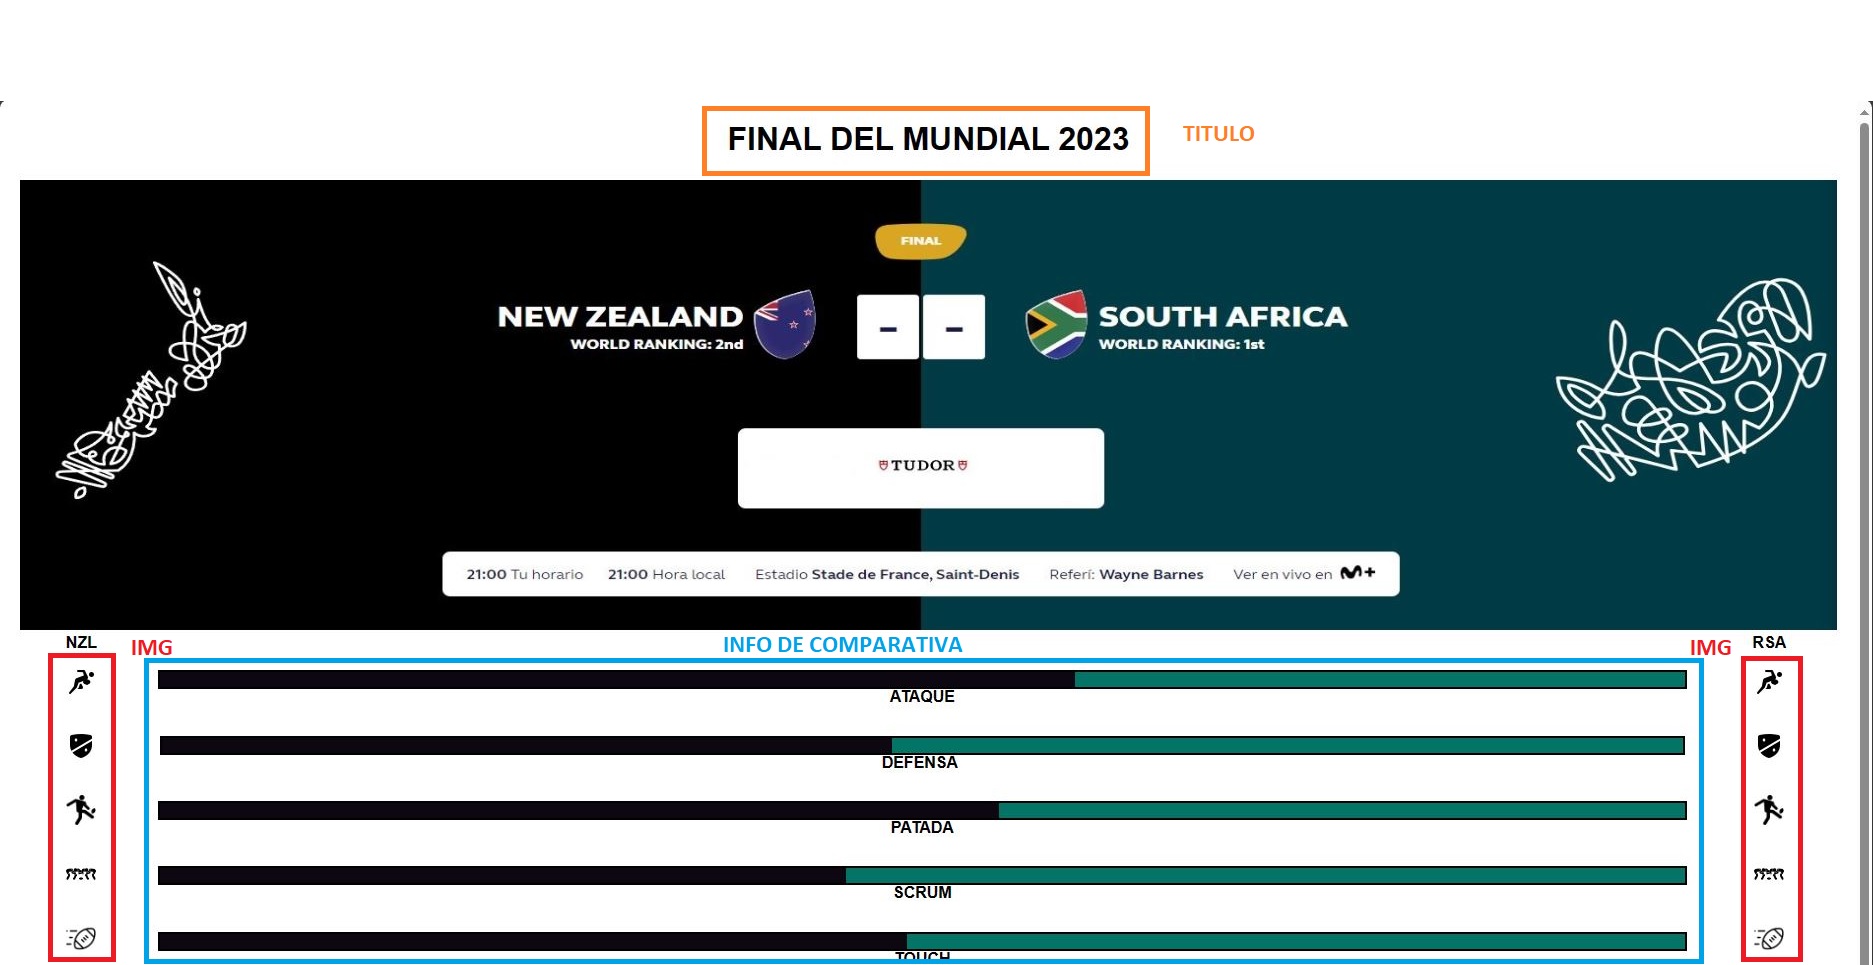 FINAL DEL MUNDIAL 2023
TITULO
FINAL
NEW ZEALAND
WORLD RANKING: 2nd
- -
SOUTH AFRICA
WORLD RANKING: 1st
TUDOR
21:00 Tu horario 21:00 Hora local Estadio Stade de France, Saint-Denis Referí: Wayne Barnes Ver en vivo en M+
NZL
IMG
INFO DE COMPARATIVA
IMG
RSA
ATAQUE
DEFENSA
PATADA
SCRUM
TOUCH